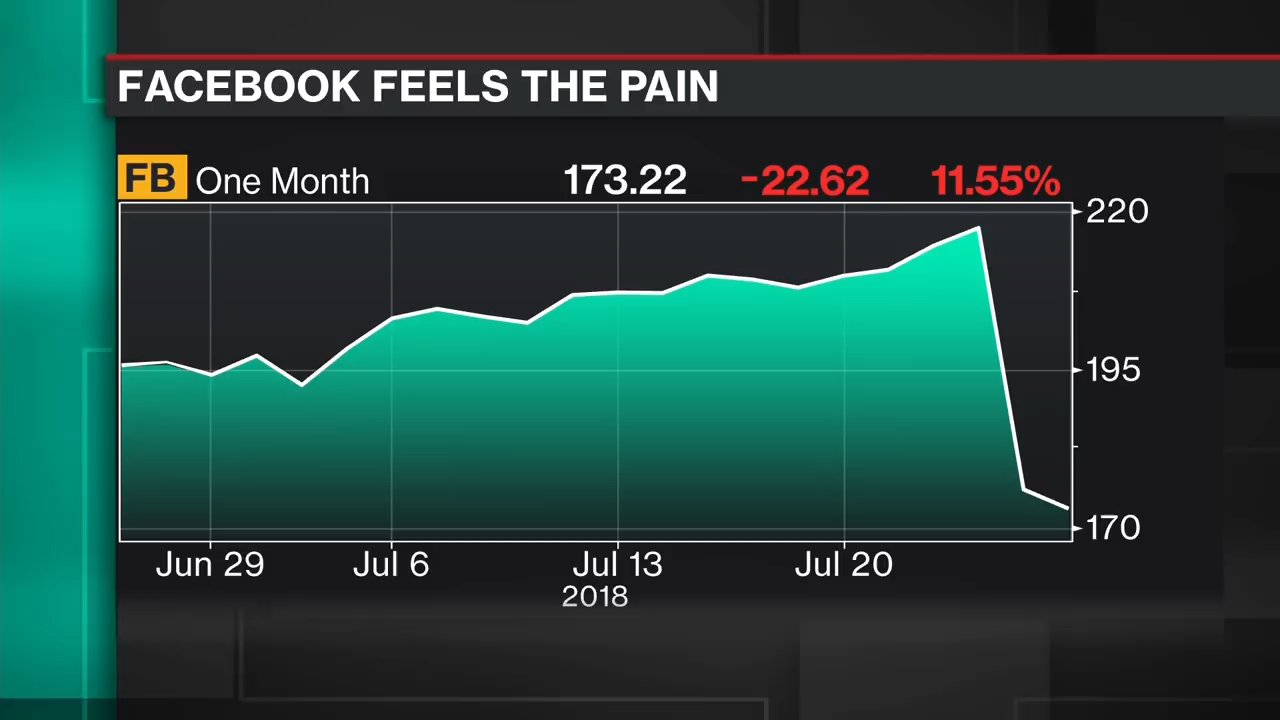 FACEBOOK FEELS THE PAIN
FB One Month 173.22 -22.62 11.55%
220
195
170
Jun 29 Jul 6 Jul 13 Jul 20
2018